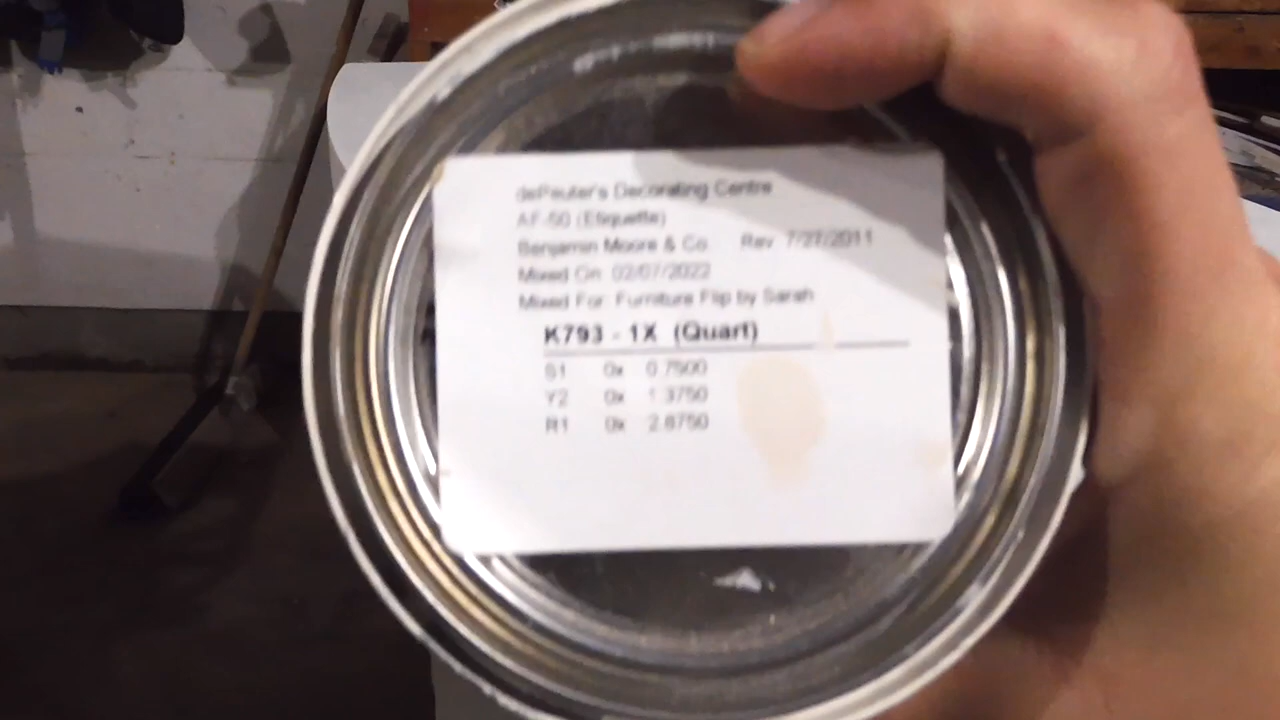 dePeuter's Decorating Centre
AF-50 (Etiquette)
Benjamin Moore & Co. Rev. 7/27/2011
Mixed On: 02/07/2022
Mixed For: Furniture Flip by Sarah
K793 - 1X (Quart)
S1 0x 0.7500
Y2 0x 1.3750
R1 0x 2.8750